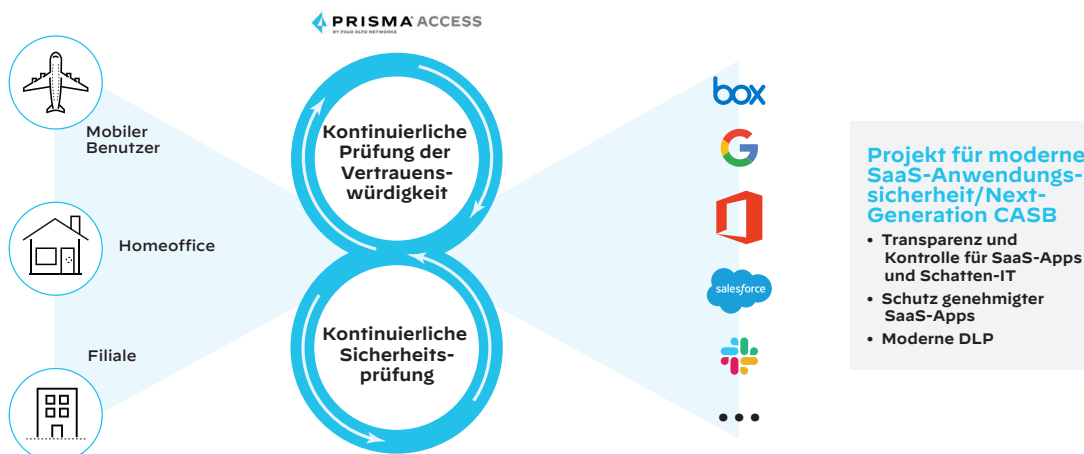 PRISMA ACCESS
BY PALO ALTO NETWORKS
Mobiler
Benutzer
Homeoffice
Filiale
Kontinuierliche
Prüfung der
Vertrauens-
würdigkeit
Kontinuierliche
Sicherheits-
prüfung
box
G
salesforce
Projekt für moderne
SaaS-Anwendungs-
sicherheit/Next-
Generation CASB
• Transparenz und
Kontrolle für SaaS-Apps
und Schatten-IT
• Schutz genehmigter
SaaS-Apps
• Moderne DLP